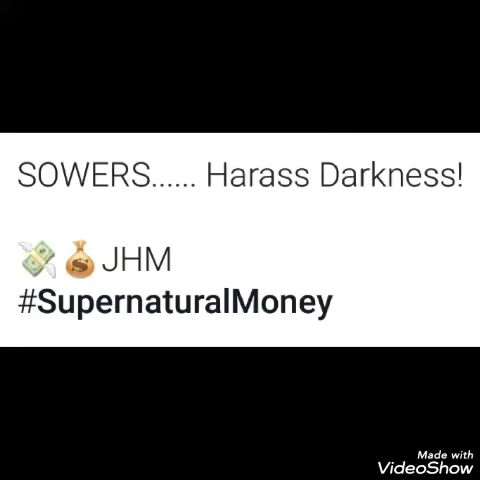 SOWERS...... Harass Darkness!
💸💰JHM
#SupernaturalMoney
Made with
VideoShow